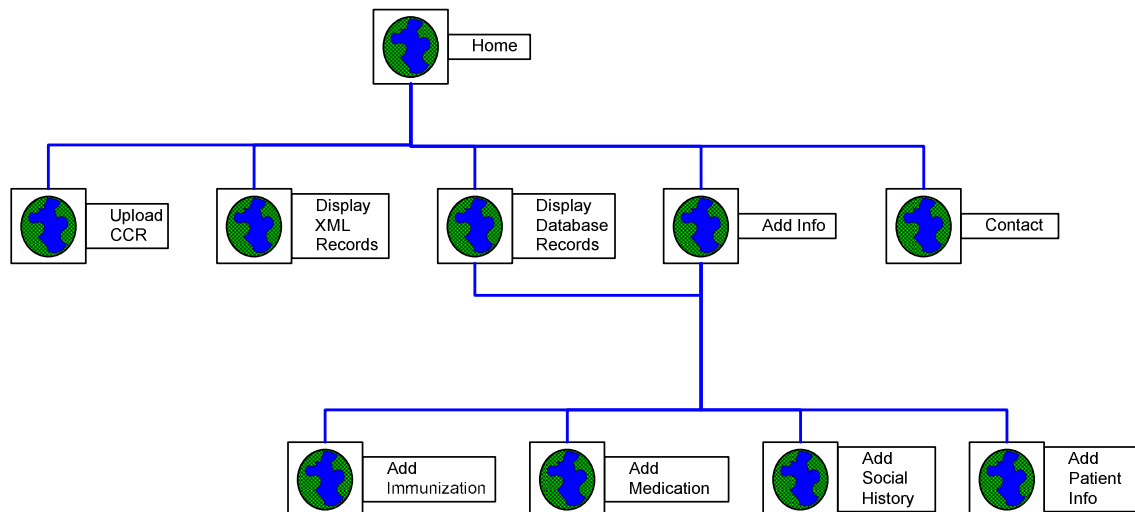 Home
Upload
CCR
Display
XML
Records
Display
Database
Records
Add Info
Contact
Add
Immunization
Add
Medication
Add
Social
History
Add
Patient
Info